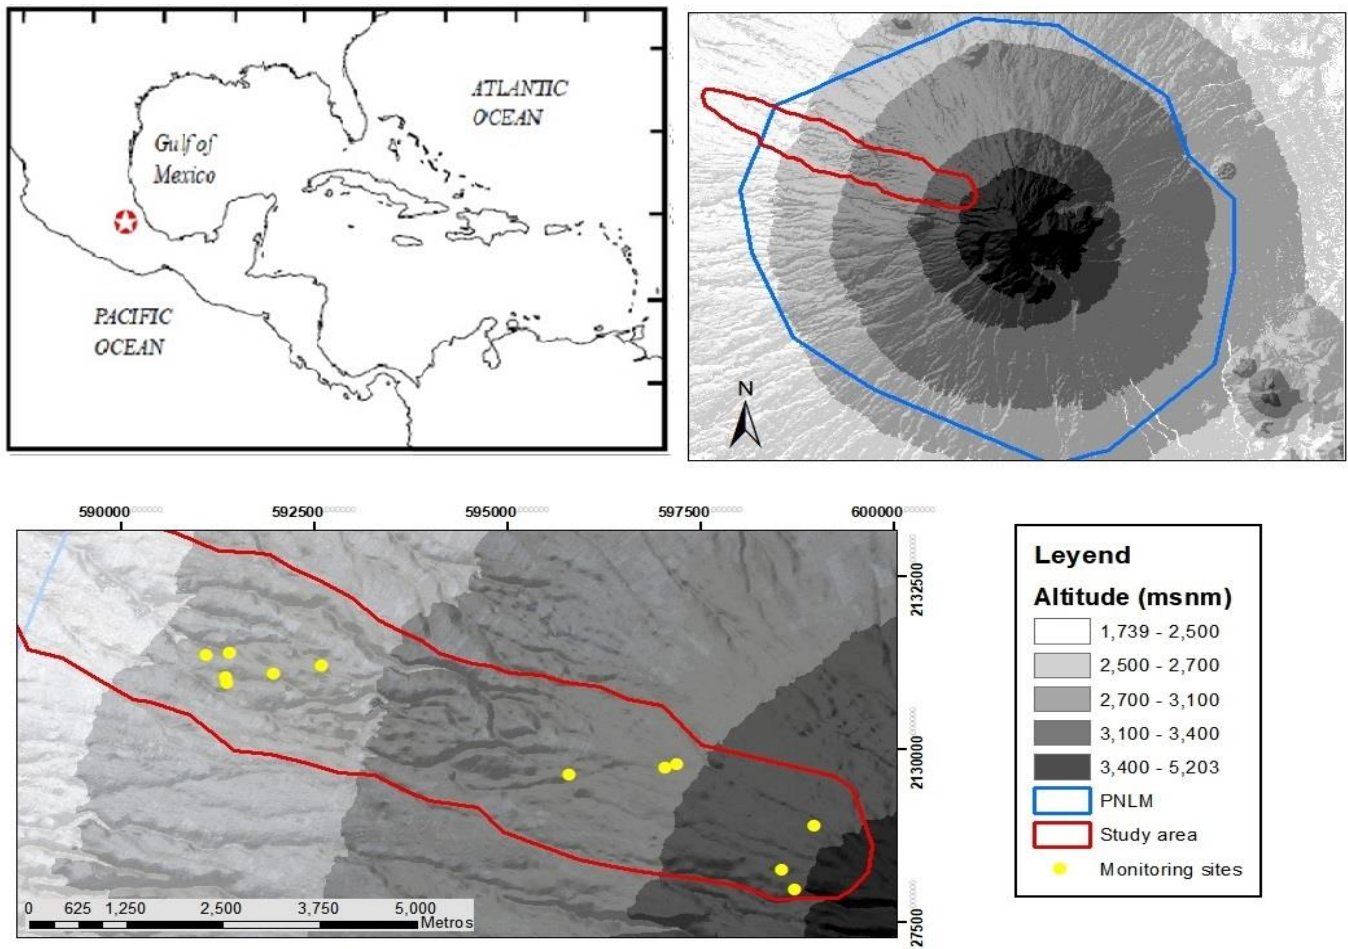 ATLANTIC
OCEAN
Gulf of
Mexico
PACIFIC
OCEAN
N
590000
592500
595000
597500
600000
2132500
2130000
27500
0 625 1,250 2,500 3,750 5,000
Metros
Leyend
Altitude (msnm)
1,739 - 2,500
2,500 - 2,700
2,700 - 3,100
3,100 - 3,400
3,400 - 5,203
PNLM
Study area
Monitoring sites